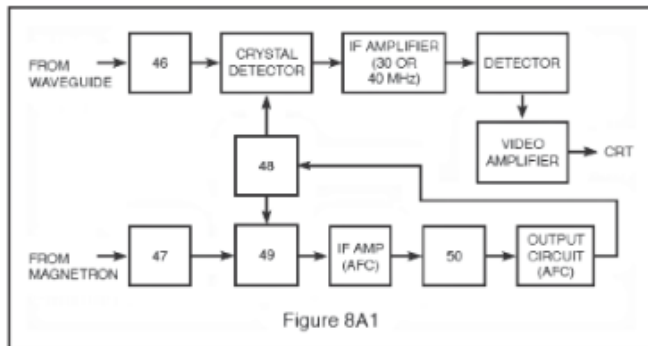 FROM
WAVEGUIDE
46
CRYSTAL
DETECTOR
IF AMPLIFIER
(30 OR
40 MHz)
DETECTOR
VIDEO
AMPLIFIER
CRT
48
FROM
MAGNETRON
47
49
IF AMP
(AFC)
50
OUTPUT
CIRCUIT
(AFC)
Figure 8A1